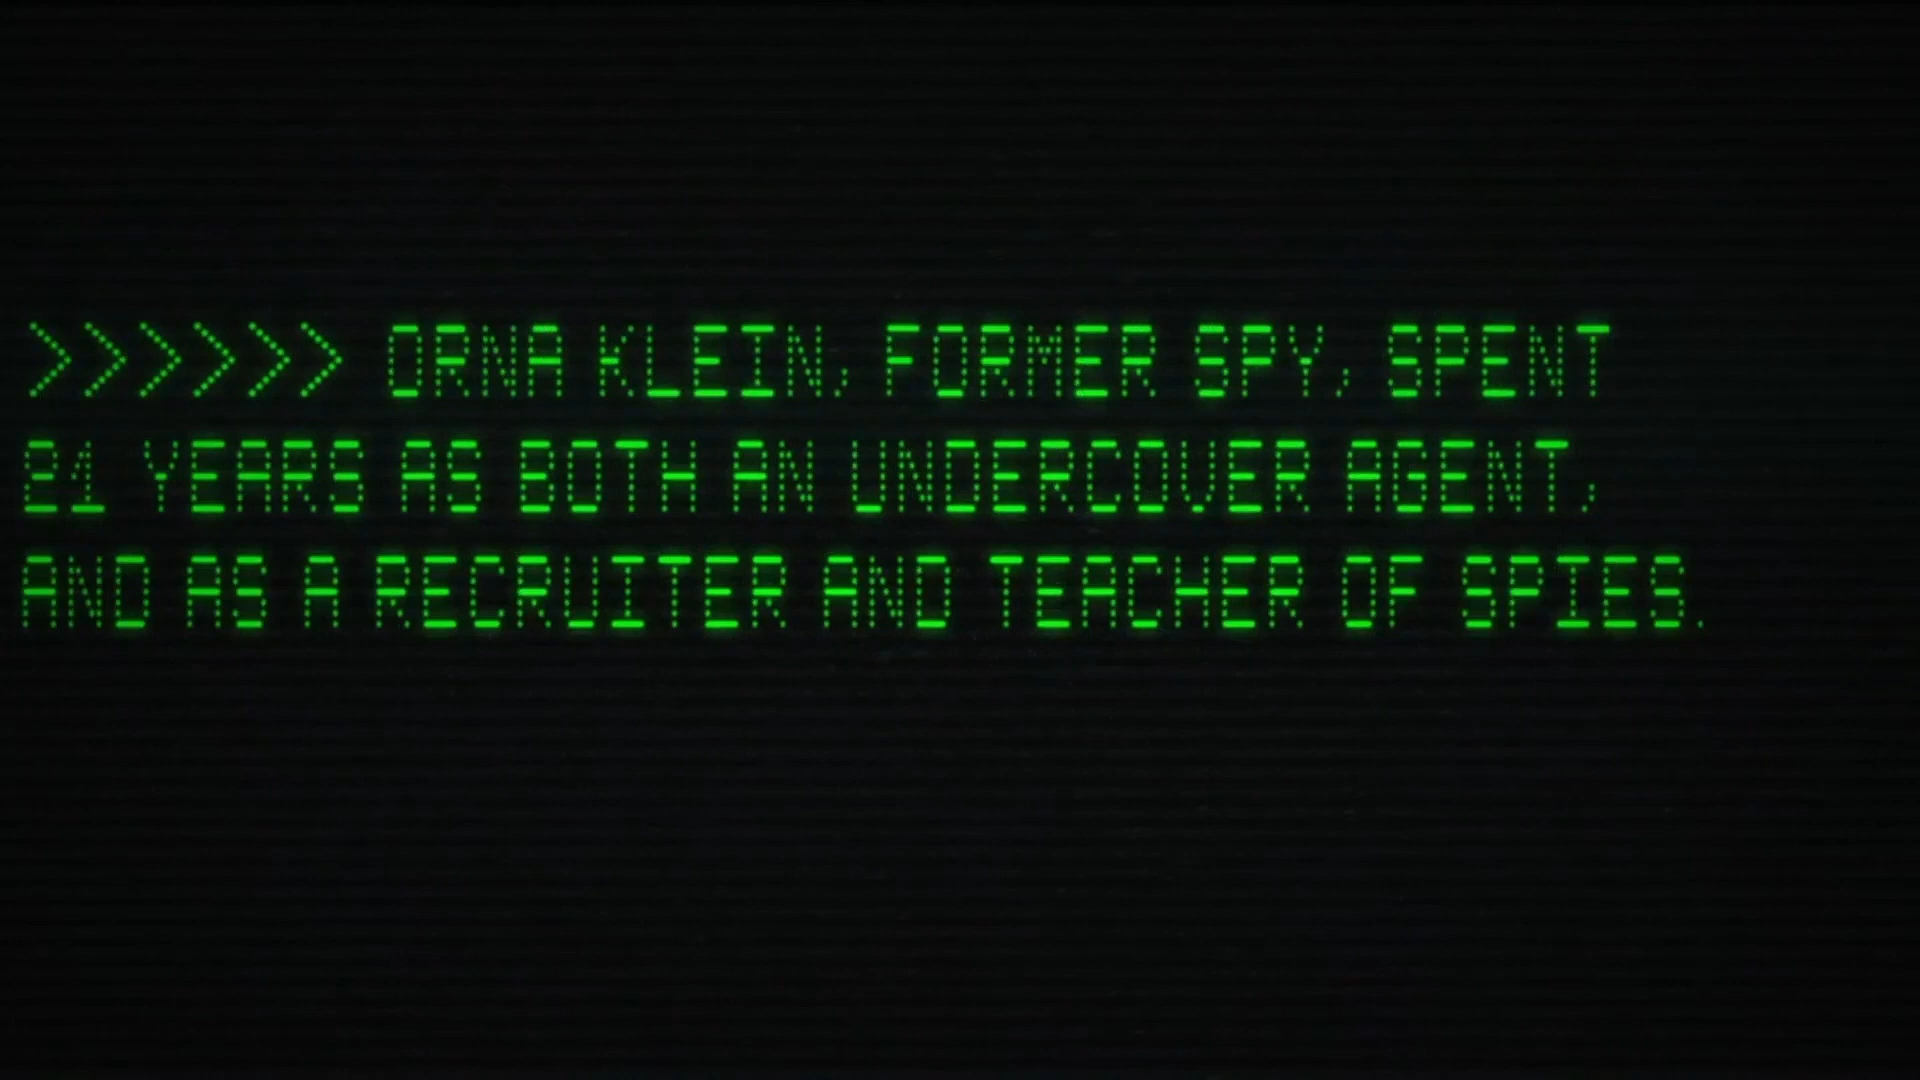 >>>>>> ORNA KLEIN, FORMER SPY, SPENT
21 YEARS AS BOTH AN UNDERCOVER AGENT,
AND AS A RECRUITER AND TEACHER OF SPIES.